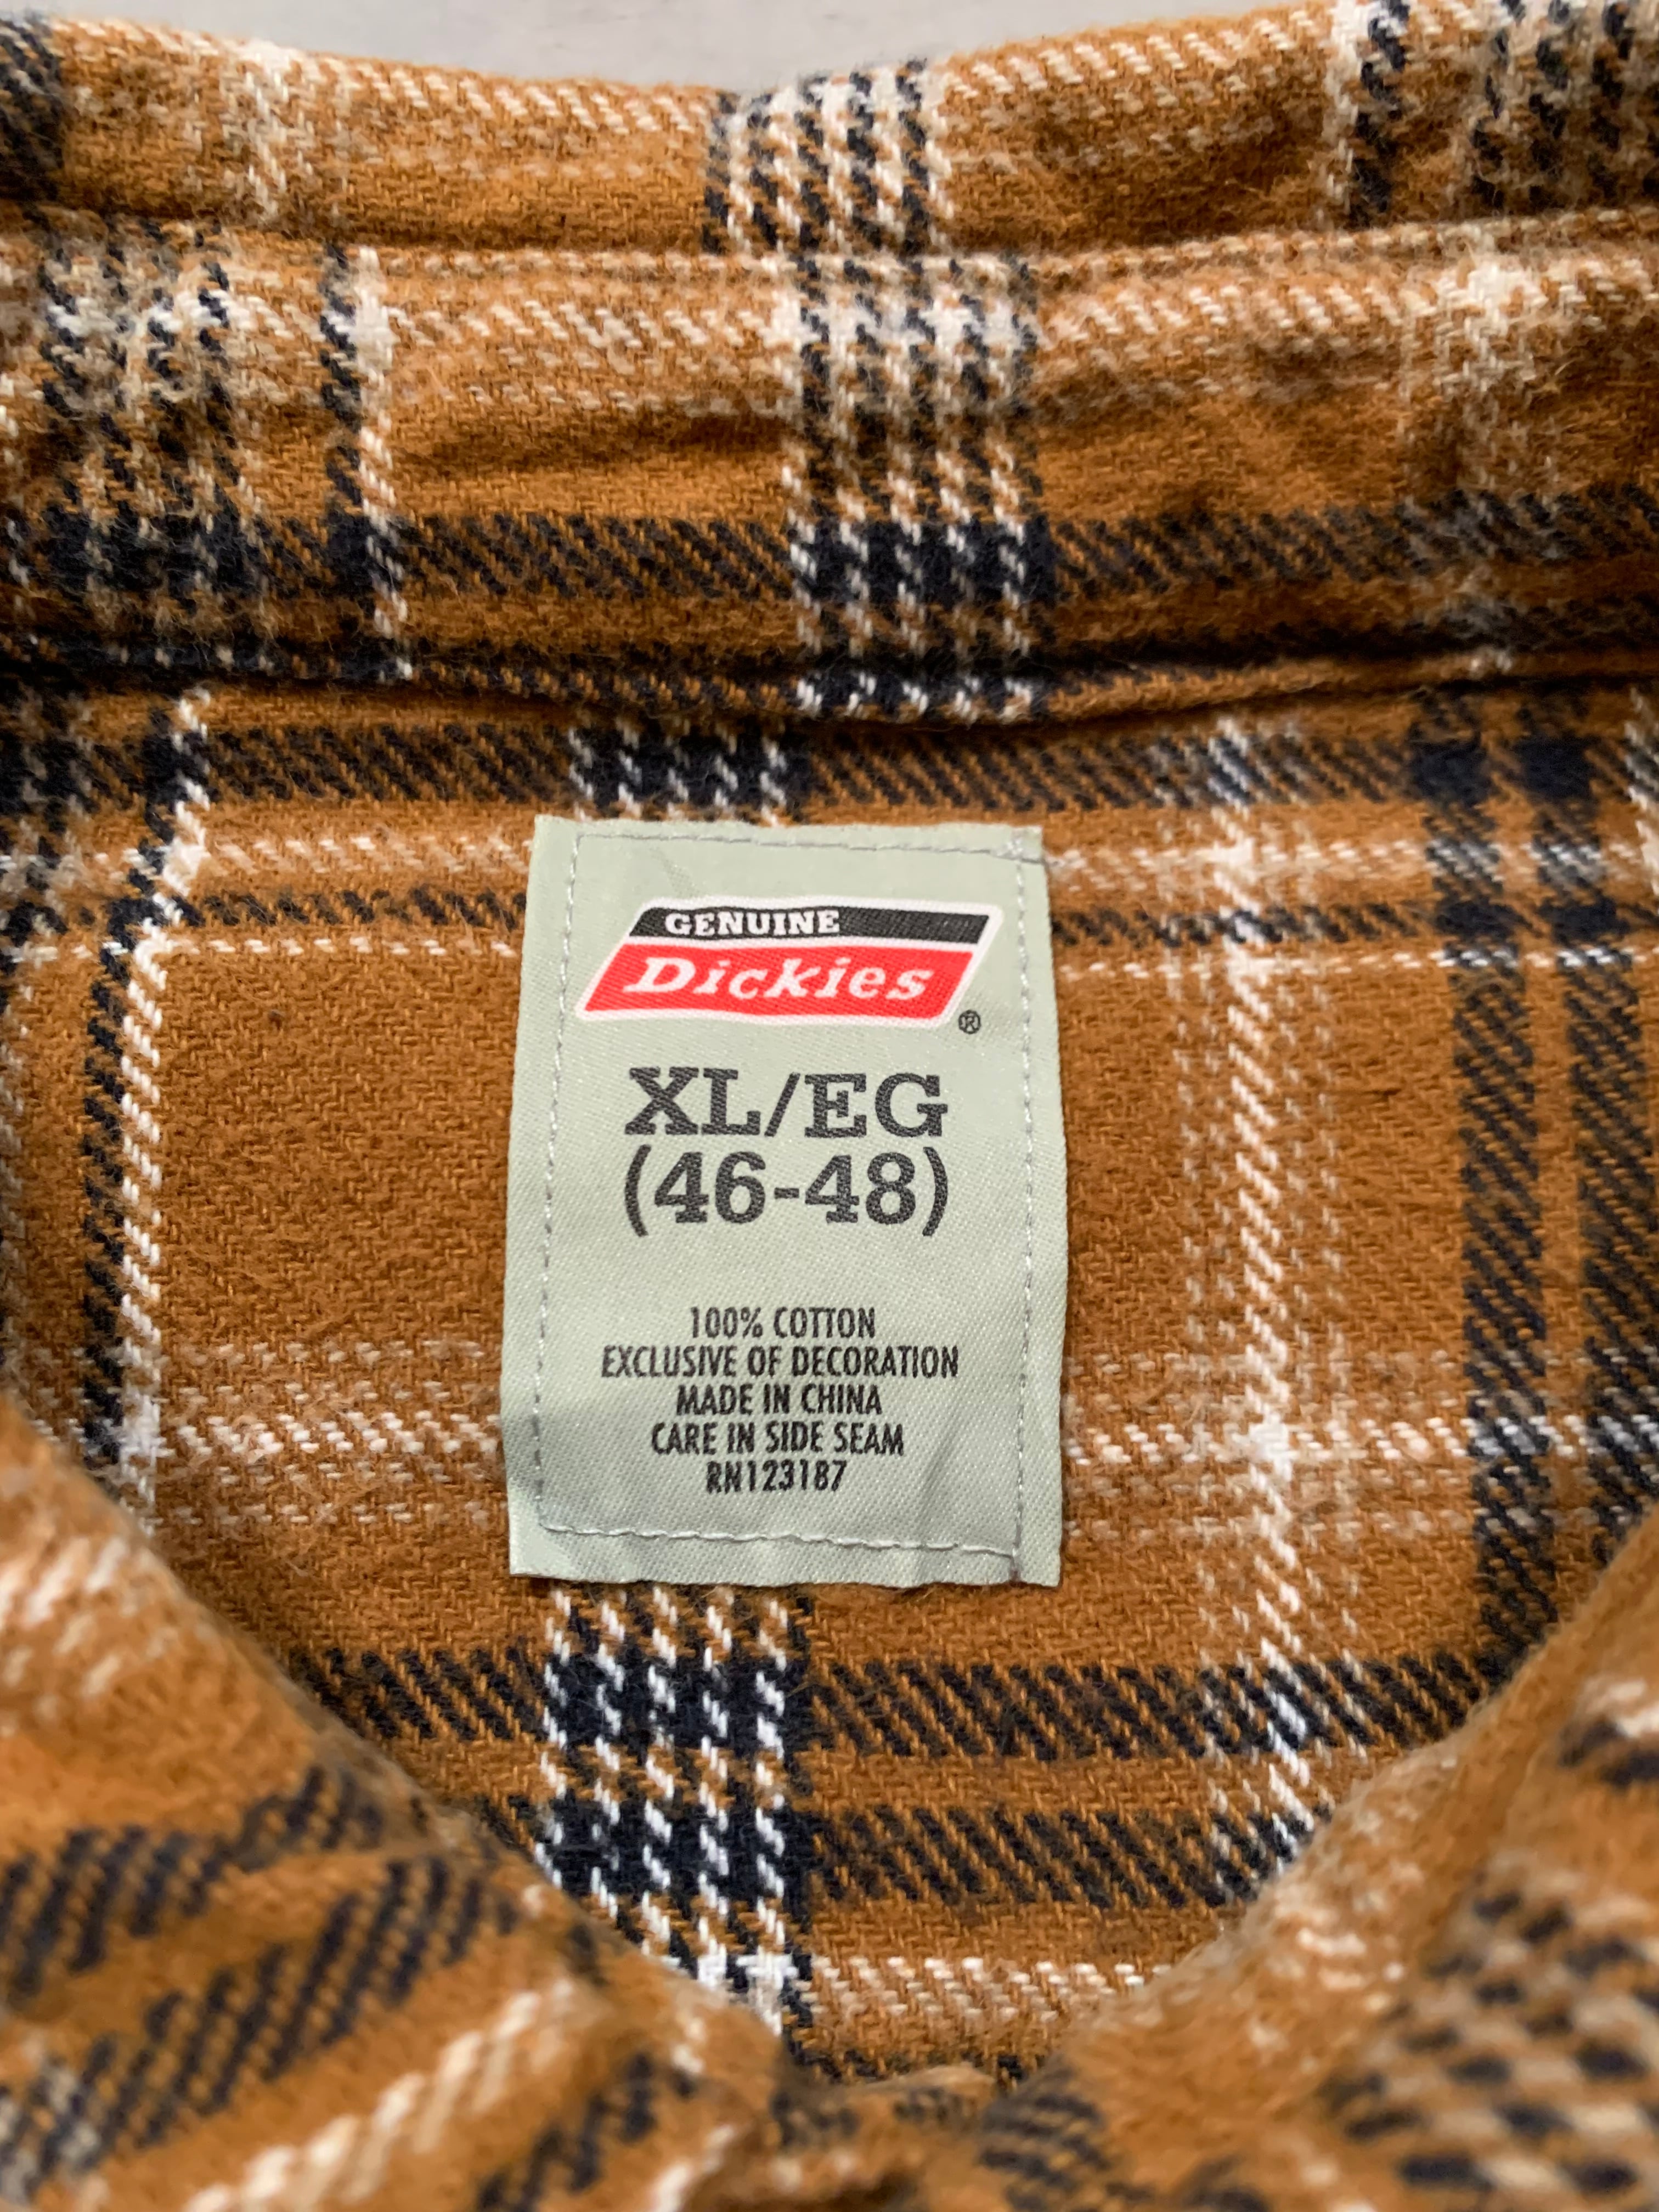 GENUINE
Dickies
®
XL/EG
(46-48)
100% COTTON
EXCLUSIVE OF DECORATION
MADE IN CHINA
CARE IN SIDE SEAM
RN123187